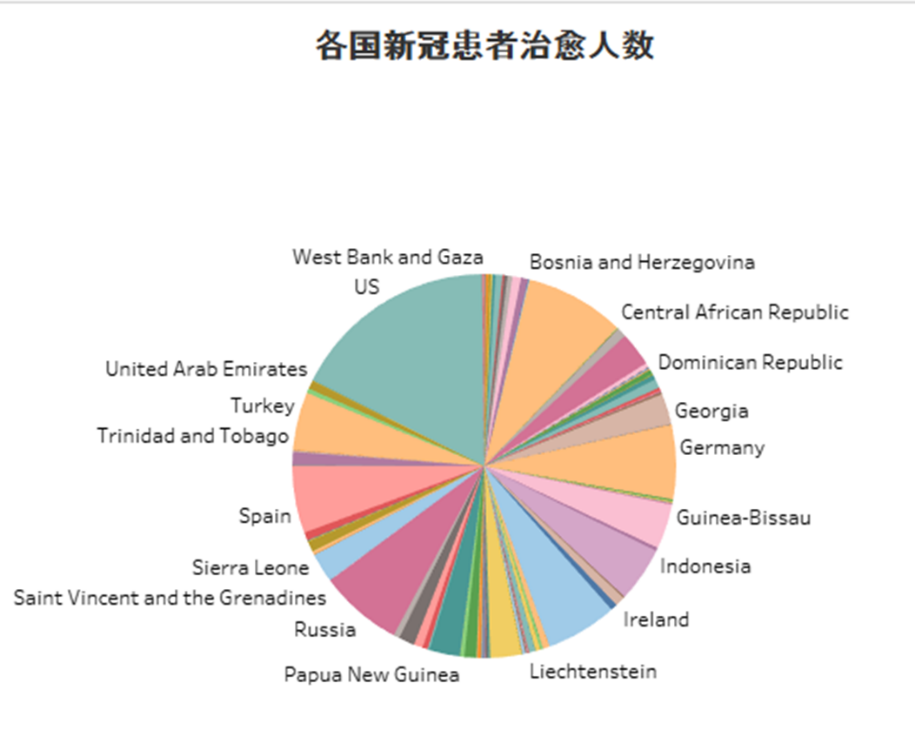 各国新冠患者治愈人数
West Bank and Gaza
US
United Arab Emirates
Turkey
Trinidad and Tobago
Spain
Sierra Leone
Saint Vincent and the Grenadines
Russia
Papua New Guinea
Bosnia and Herzegovina
Central African Republic
Dominican Republic
Georgia
Germany
Guinea-Bissau
Indonesia
Ireland
Liechtenstein